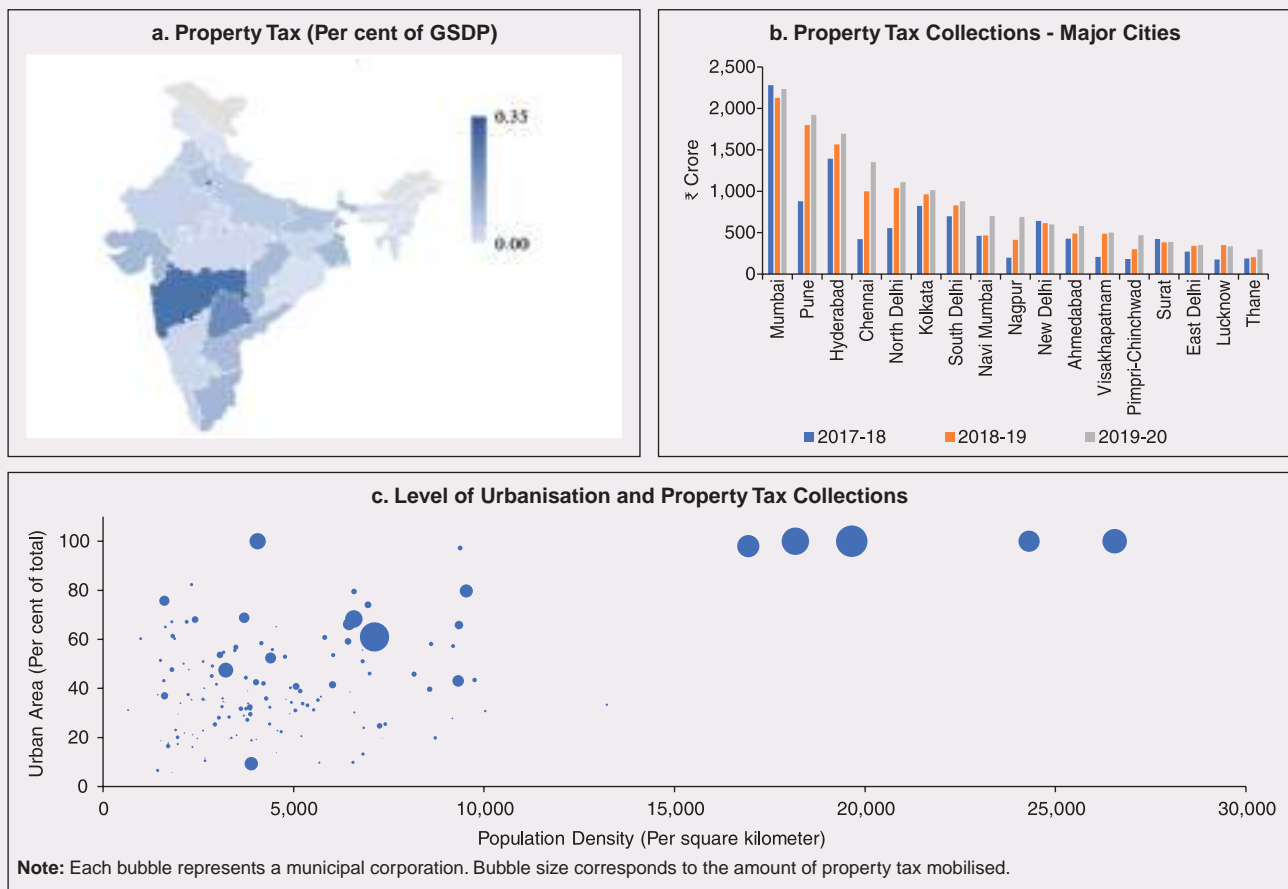 a. Property Tax (Per cent of GSDP)
0.35
0.00
b. Property Tax Collections - Major Cities
₹ Crore
2,500
2,000
1,500
1,000
500
0
Mumbai
Pune
Hyderabad
Chennai
North Delhi
Kolkata
South Delhi
Navi Mumbai
Nagpur
New Delhi
Ahmedabad
Visakhapatnam
Pimpri-Chinchwad
Surat
East Delhi
Lucknow
Thane
2017-18 2018-19 2019-20
c. Level of Urbanisation and Property Tax Collections
Urban Area (Per cent of total)
100
80
60
40
20
0
0 5,000 10,000 15,000 20,000 25,000 30,000
Population Density (Per square kilometer)
Note: Each bubble represents a municipal corporation. Bubble size corresponds to the amount of property tax mobilised.